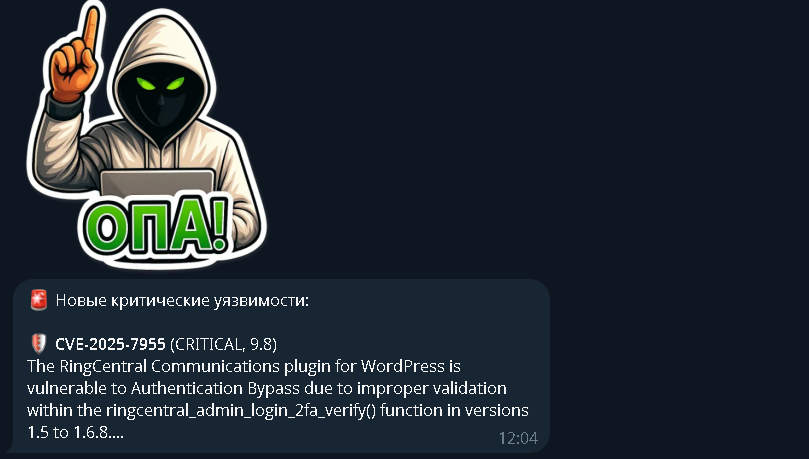 ОПА!
Новые критические уязвимости:
CVE-2025-7955 (CRITICAL, 9.8)
The RingCentral Communications plugin for WordPress is
vulnerable to Authentication Bypass due to improper validation
within the ringcentral_admin_login_2fa_verify() function in versions
1.5 to 1.6.8....
12:04